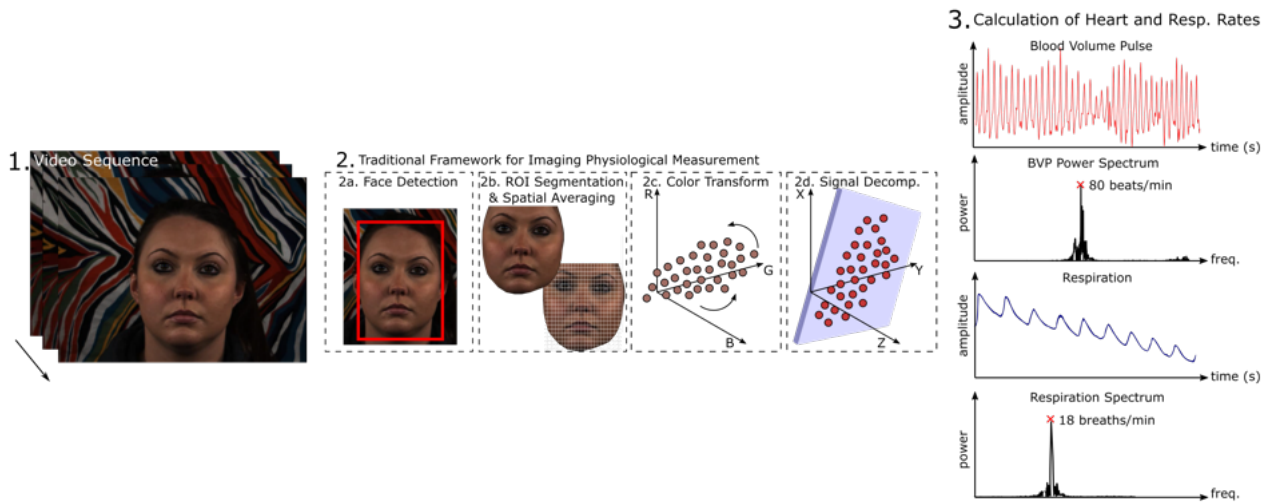 1. Video Sequence
2. Traditional Framework for Imaging Physiological Measurement
2a. Face Detection
2b. ROI Segmentation
& Spatial Averaging
2c. Color Transform
R
G
B
2d. Signal Decomp.
X
Y
Z
3. Calculation of Heart and Resp. Rates
Blood Volume Pulse
amplitude
time (s)
BVP Power Spectrum
80 beats/min
power
freq.
Respiration
amplitude
time (s)
Respiration Spectrum
18 breaths/min
power
freq.